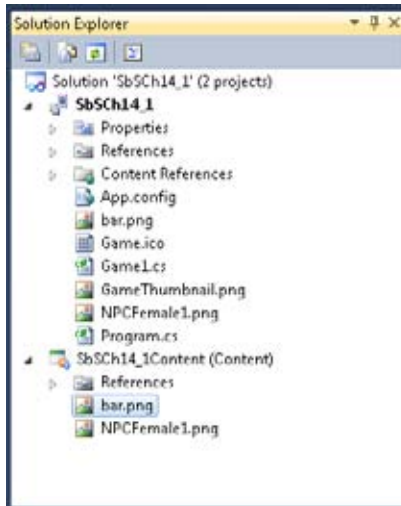 Solution Explorer
Solution 'SbSCh14_1' (2 projects)
SbSCh14_1
Properties
References
Content References
App.config
bar.png
Game.ico
Game1.cs
GameThumbnail.png
NPCFemale1.png
Program.cs
SbSCh14_1Content (Content)
References
bar.png
NPCFemale1.png